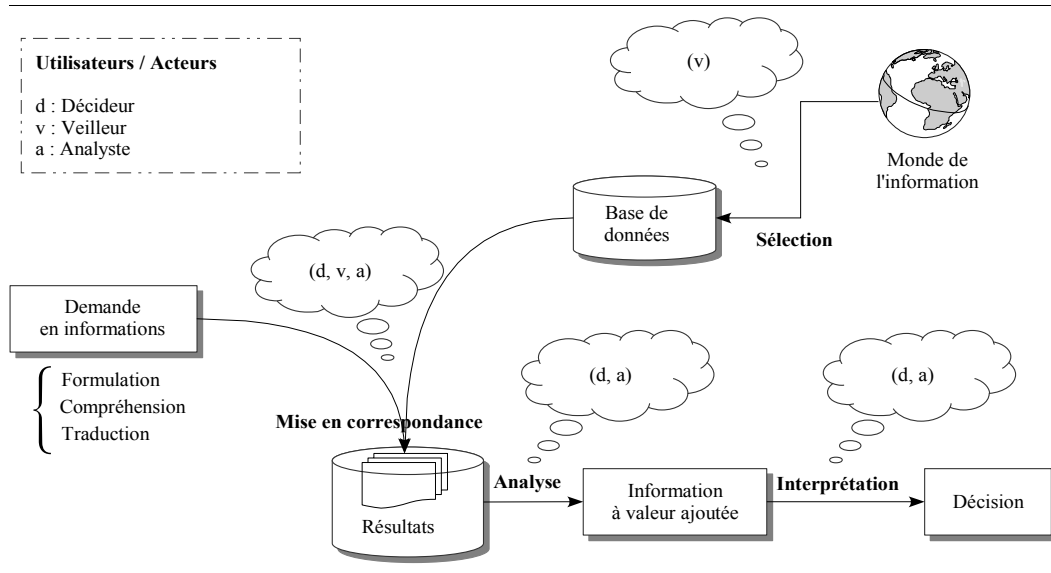 Utilisateurs / Acteurs
d : Décideur
v : Veilleur
a : Analyste
(v)
Monde de
l'information
Base de
données
Sélection
(d, v, a)
Demande
en informations
Formulation
Compréhension
Traduction
Mise en correspondance
(d, a)
(d, a)
Résultats
Analyse
Information
à valeur ajoutée
Interprétation
Décision